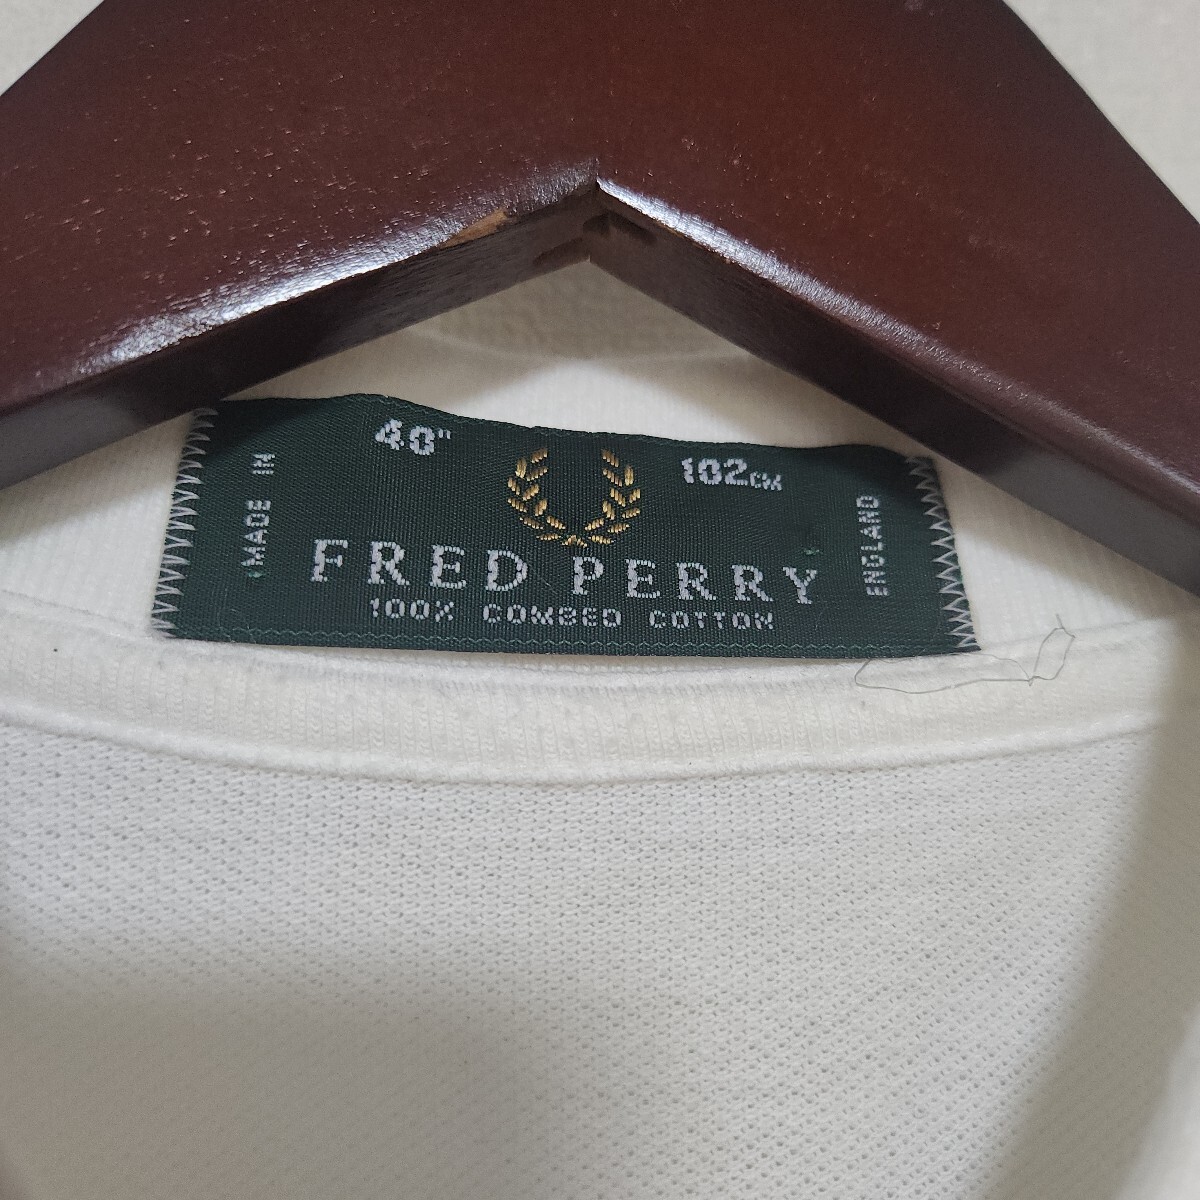 40" 102CM
MADE IN
FRED PERRY
ENGLAND
100% COMBED COTTON